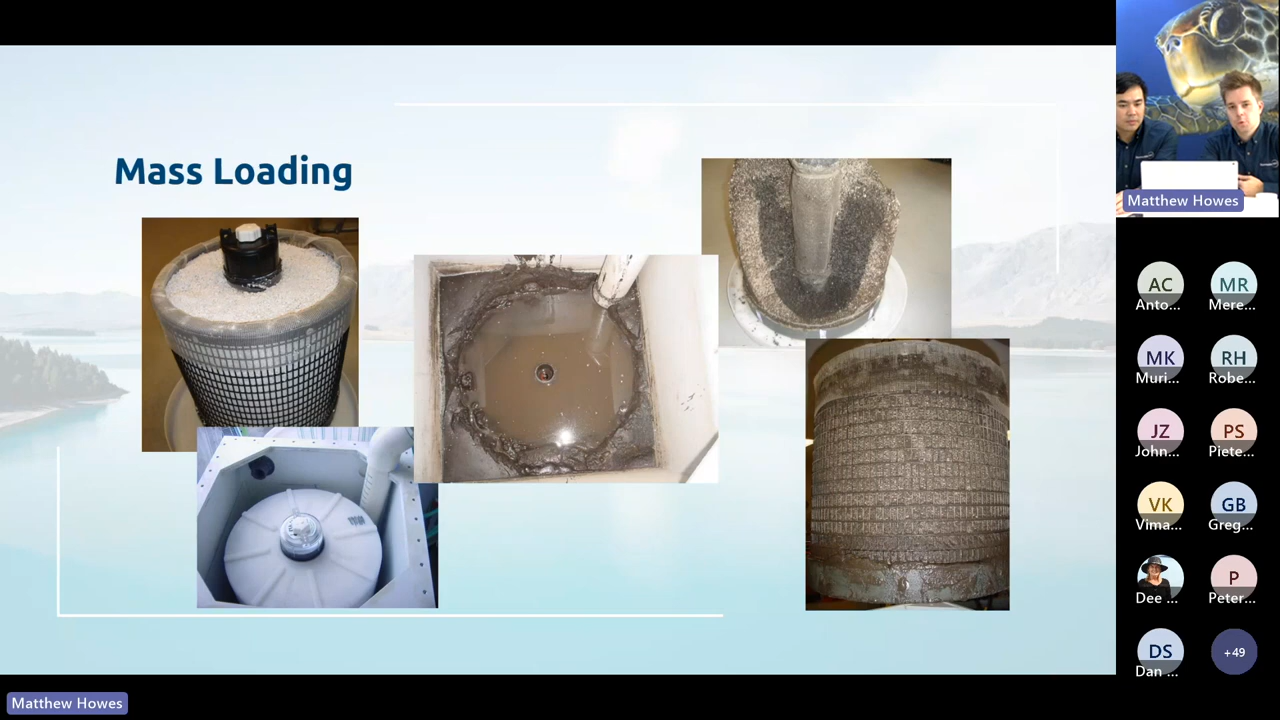 Mass Loading
Matthew Howes
AC
Anto...
MR
Mere...
MK
Muri...
RH
Robe...
JZ
John...
PS
Piete...
VK
Vima...
GB
Greg...
Dee ...
P
Peter...
DS
Dan ...
+49
Matthew Howes